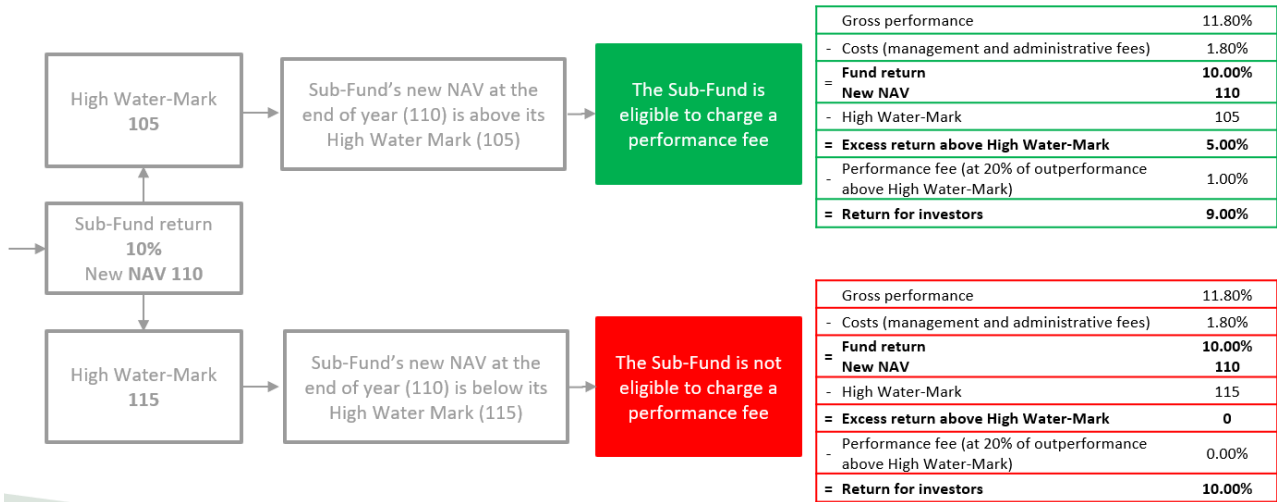 High Water-Mark
105
Sub-Fund's new NAV at the
end of year (110) is above its
High Water Mark (105)
The Sub-Fund is
eligible to charge a
performance fee
Gross performance 11.80%
- Costs (management and administrative fees) 1.80%
= Fund return 10.00%
New NAV 110
- High Water-Mark 105
= Excess return above High Water-Mark 5.00%
- Performance fee (at 20% of outperformance
above High Water-Mark) 1.00%
= Return for investors 9.00%
Sub-Fund return
10%
New NAV 110
High Water-Mark
115
Sub-Fund's new NAV at the
end of year (110) is below its
High Water Mark (115)
The Sub-Fund is not
eligible to charge a
performance fee
Gross performance 11.80%
- Costs (management and administrative fees) 1.80%
= Fund return 10.00%
New NAV 110
- High Water-Mark 115
= Excess return above High Water-Mark 0
- Performance fee (at 20% of outperformance
above High Water-Mark) 0.00%
= Return for investors 10.00%